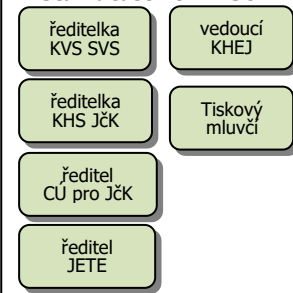 ředitelka
KVS SVS
vedoucí
KHEJ
ředitelka
KHS JčK
Tiskový
mluvčí
ředitel
CÚ pro JčK
ředitel
JETE